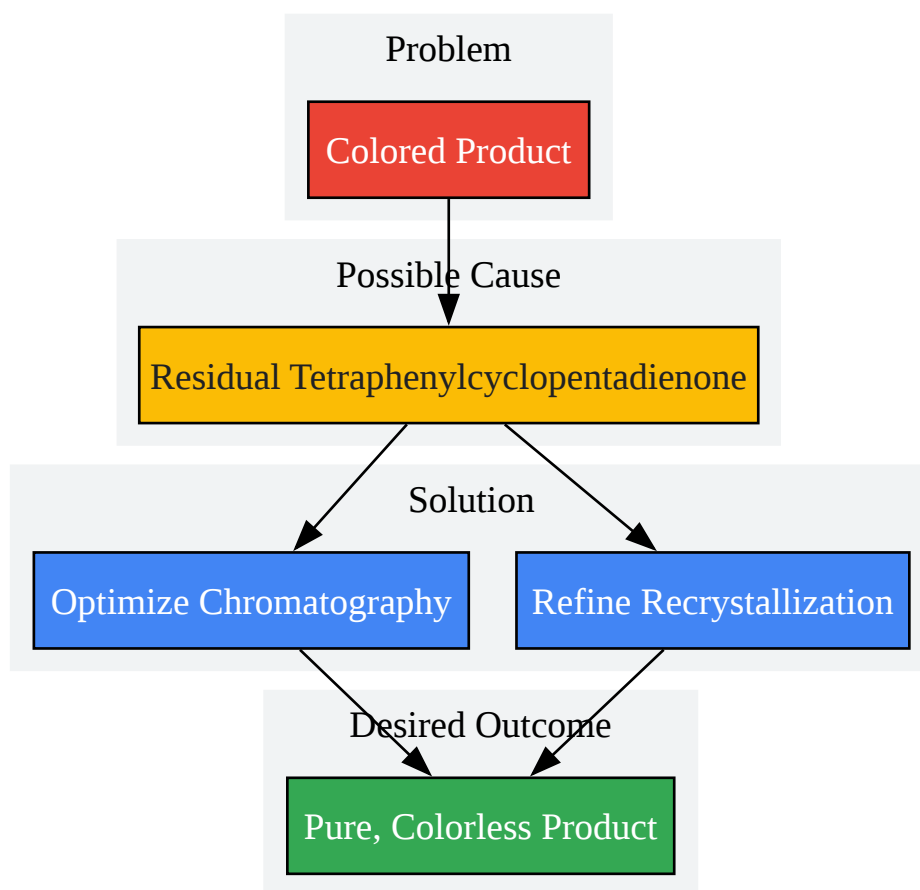 Problem
Colored Product
Possible Cause
Residual Tetraphenylcyclopentadienone
Solution
Optimize Chromatography
Refine Recrystallization
Desired Outcome
Pure, Colorless Product